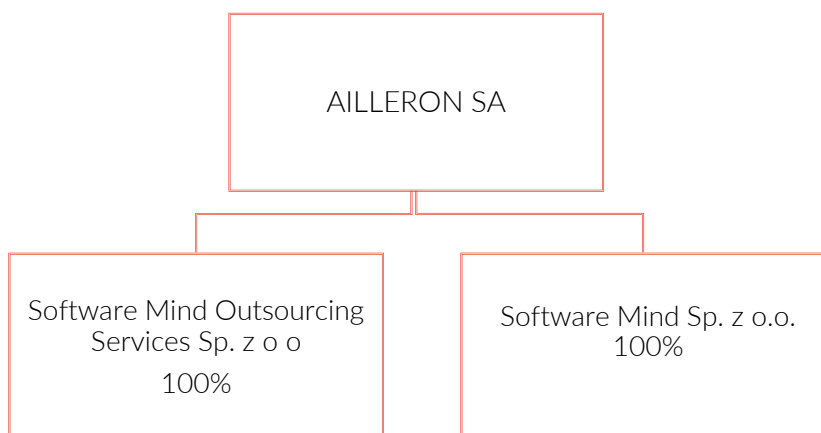 AILLERON SA
Software Mind Outsourcing
Services Sp. z o o
100%
Software Mind Sp. z o.o.
100%